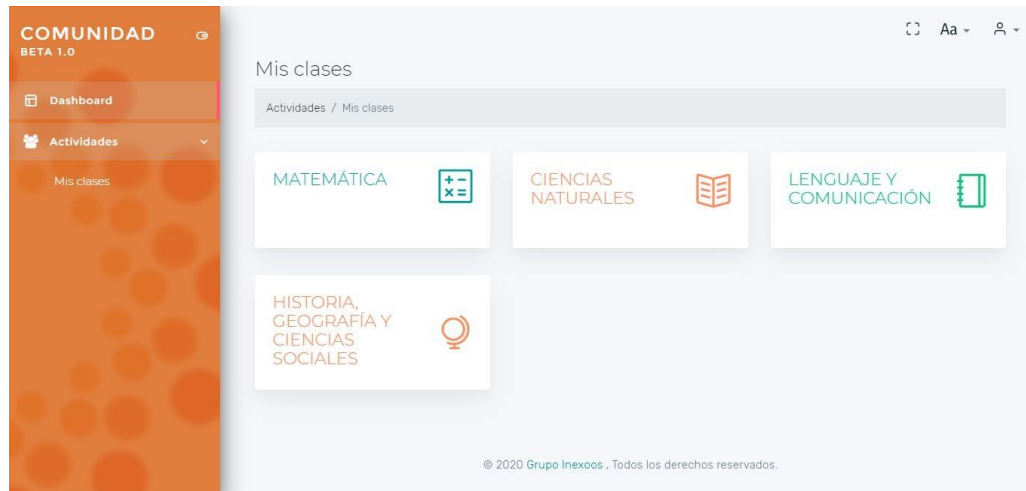 COMUNIDAD
BETA 1.0
Dashboard
Actividades
Mis clases
Aa
Mis clases
Actividades / Mis clases
MATEMÁTICA
CIENCIAS
NATURALES
LENGUAJE Y
COMUNICACIÓN
HISTORIA,
GEOGRAFÍA Y
CIENCIAS
SOCIALES
© 2020 Grupo Inexoos , Todos los derechos reservados.